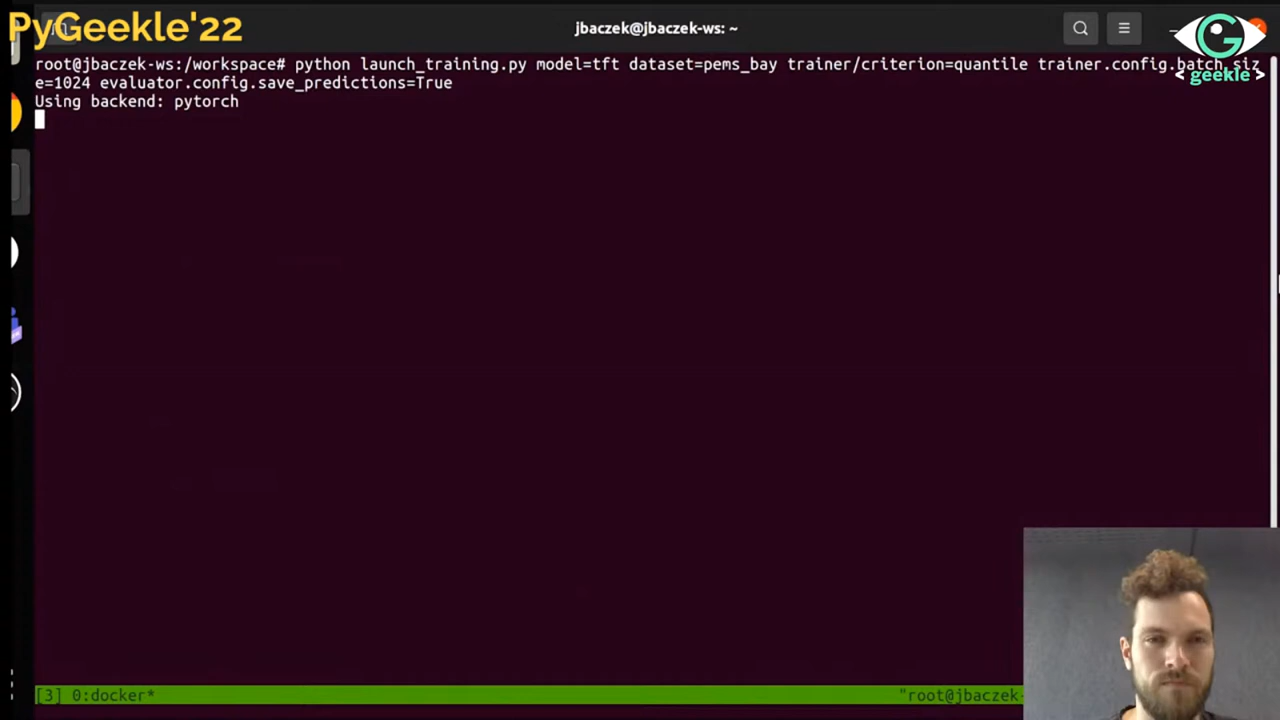 PyGeekle'22
jbaczek@jbaczek-ws: ~
G
< geekle >
root@jbaczek-ws:/workspace# python launch_training.py model=tft dataset=pems_bay trainer/criterion=quantile trainer.config.batch_siz
e=1024 evaluator.config.save_predictions=True
Using backend: pytorch
[3] 0:docker*
"root@jbaczek-